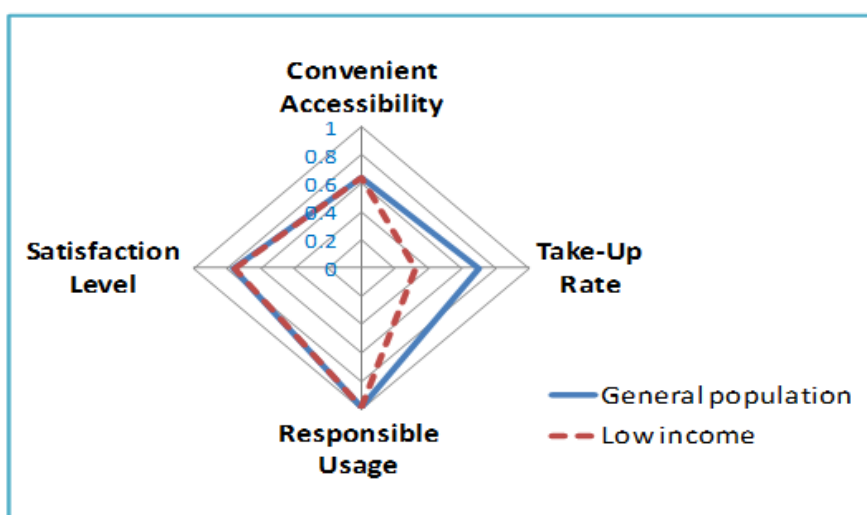 Convenient
Accessibility
1
0.8
0.6
0.4
0.2
0
Satisfaction
Level
Take-Up
Rate
Responsible
Usage
General population
Low income